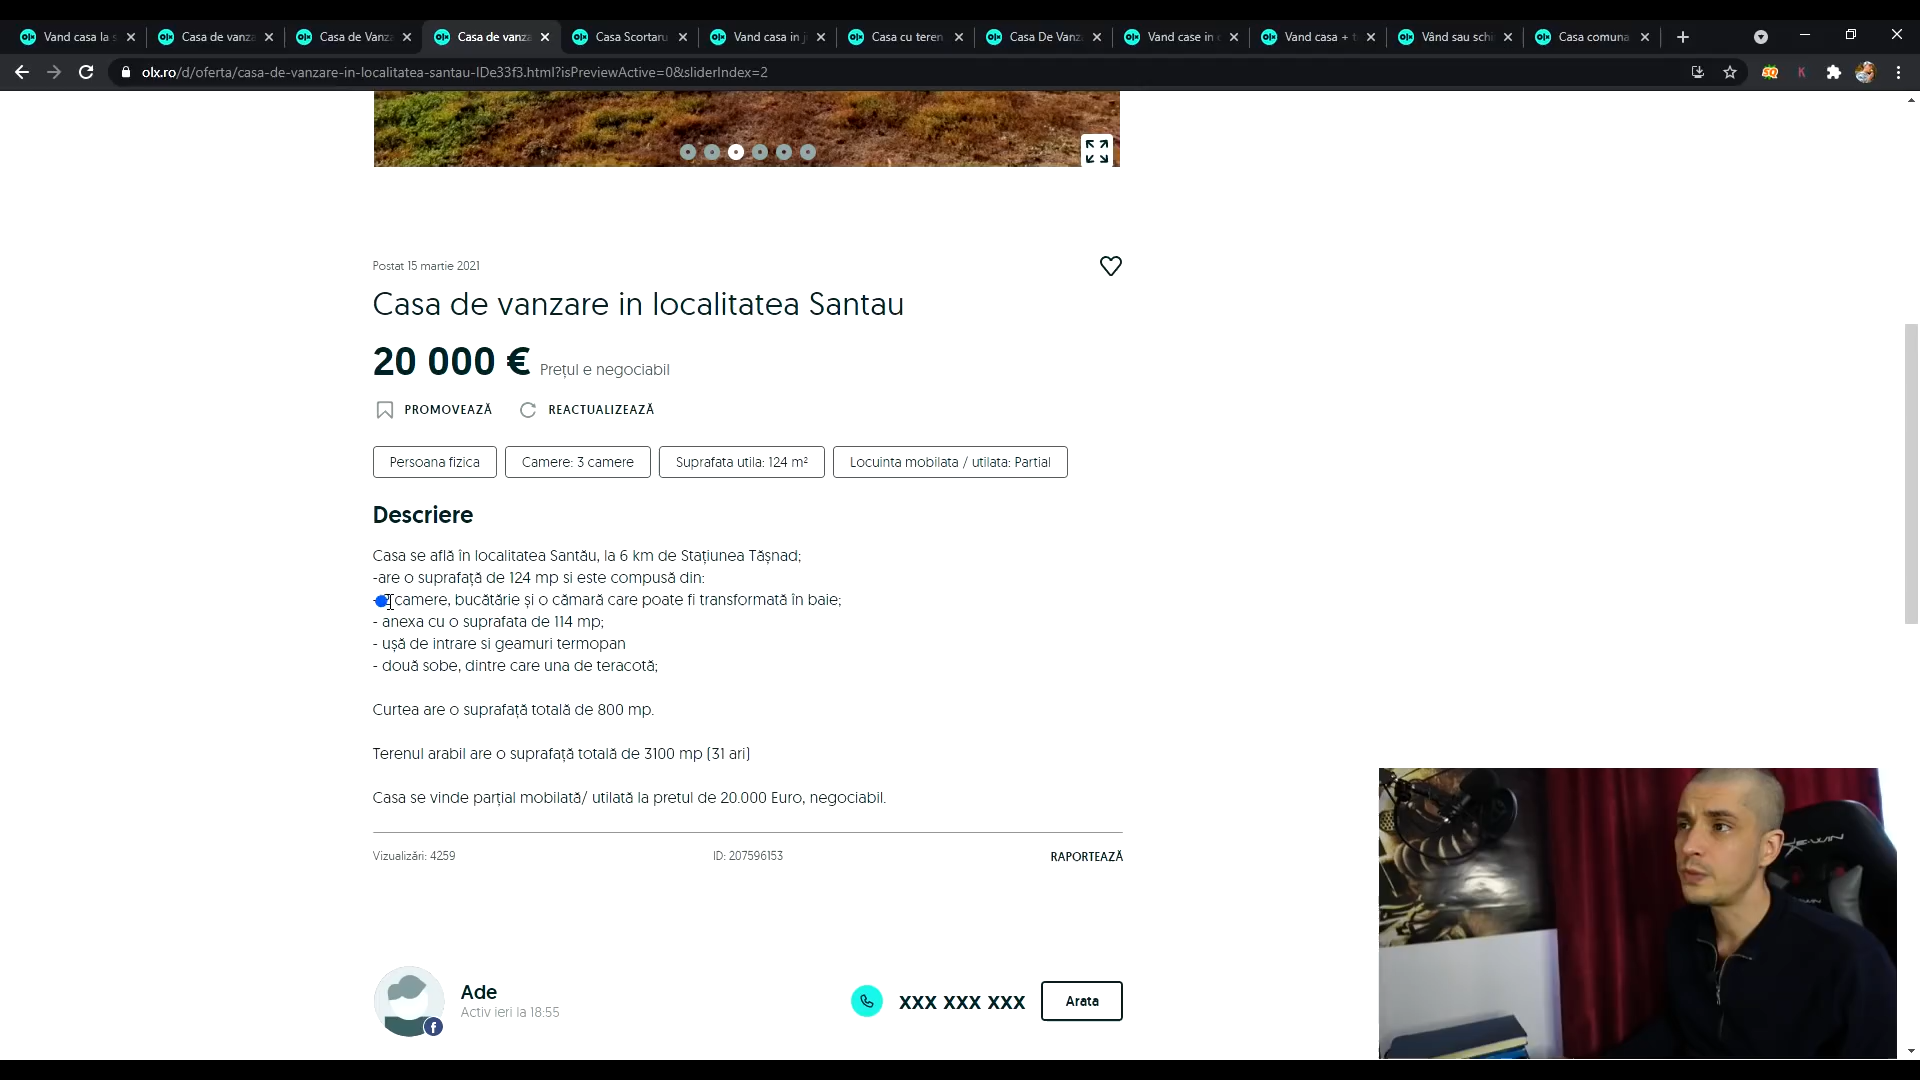 Vand casa la s
Casa de vanza
Casa de Vanz
Casa de vanza
Casa Scortaru
Vand casa in j
Casa cu teren
Casa De Vanz
Vand case in c
Vand casa + t
Vând sau schi
Casa comuna
olx.ro/d/oferta/casa-de-vanzare-in-localitatea-santau-IDe33f3.html?isPreviewActive=0&sliderIndex=2
Postat 15 martie 2021
Casa de vanzare in localitatea Santau
20 000 € Prețul e negociabil
PROMOVEAZĂ REACTUALIZEAZĂ
Persoana fizica Camere: 3 camere Suprafata utila: 124 m² Locuinta mobilata / utilata: Partial
Descriere
Casa se află în localitatea Santău, la 6 km de Stațiunea Tășnad;
-are o suprafață de 124 mp si este compusă din:
- camere, bucătărie și o cămară care poate fi transformată în baie;
- anexa cu o suprafata de 114 mp;
- ușă de intrare si geamuri termopan
- două sobe, dintre care una de teracotă;
Curtea are o suprafață totală de 800 mp.
Terenul arabil are o suprafață totală de 3100 mp (31 ari)
Casa se vinde parțial mobilată/ utilată la pretul de 20.000 Euro, negociabil.
Vizualizări: 4259 ID: 207596153 RAPORTEAZĂ
Ade
Activ ieri la 18:55
XXX XXX XXX Arata